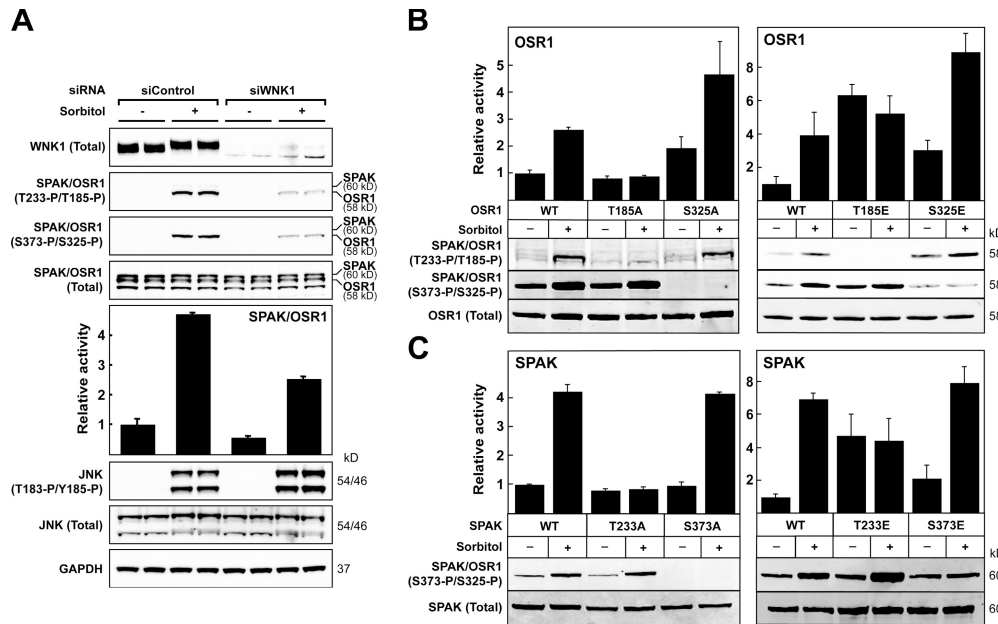 A
siRNA siControl siWNK1
Sorbitol - + - +
WNK1 (Total)
SPAK/OSR1
(T233-P/T185-P)
SPAK
(60 kD)
OSR1
(58 kD)
SPAK/OSR1
(S373-P/S325-P)
SPAK
(60 kD)
OSR1
(58 kD)
SPAK/OSR1
(Total)
SPAK
(60 kD)
OSR1
(58 kD)
SPAK/OSR1
Relative activity
4
3
2
1
kD
JNK
(T183-P/Y185-P)
54/46
JNK (Total)
54/46
GAPDH
37
B
OSR1
Relative activity
5
4
3
2
1
OSR1 WT T185A S325A
Sorbitol – + – + – +
SPAK/OSR1
(T233-P/T185-P)
SPAK/OSR1
(S373-P/S325-P)
OSR1 (Total)
OSR1
8
6
4
2
WT T185E S325E
– + – + – +
kD
58
58
58
C
SPAK
Relative activity
4
3
2
1
SPAK WT T233A S373A
Sorbitol – + – + – +
SPAK/OSR1
(S373-P/S325-P)
SPAK (Total)
SPAK
8
6
4
2
WT T233E S373E
– + – + – +
kD
60
60